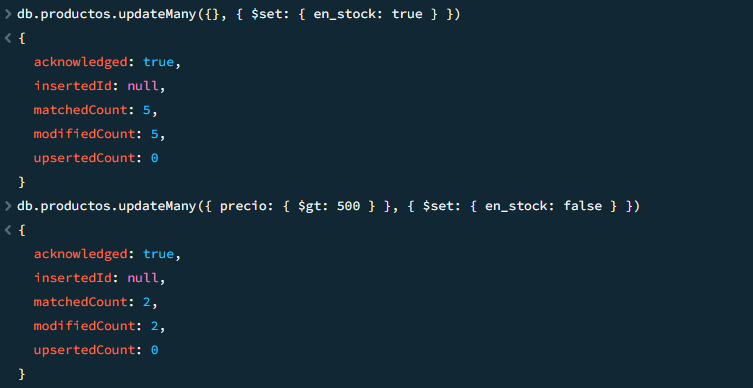 > db.productos.updateMany({}, { $set: { en_stock: true } })
< {
acknowledged: true,
insertedId: null,
matchedCount: 5,
modifiedCount: 5,
upsertedCount: 0
}
> db.productos.updateMany({ precio: { $gt: 500 } }, { $set: { en_stock: false } })
< {
acknowledged: true,
insertedId: null,
matchedCount: 2,
modifiedCount: 2,
upsertedCount: 0
}